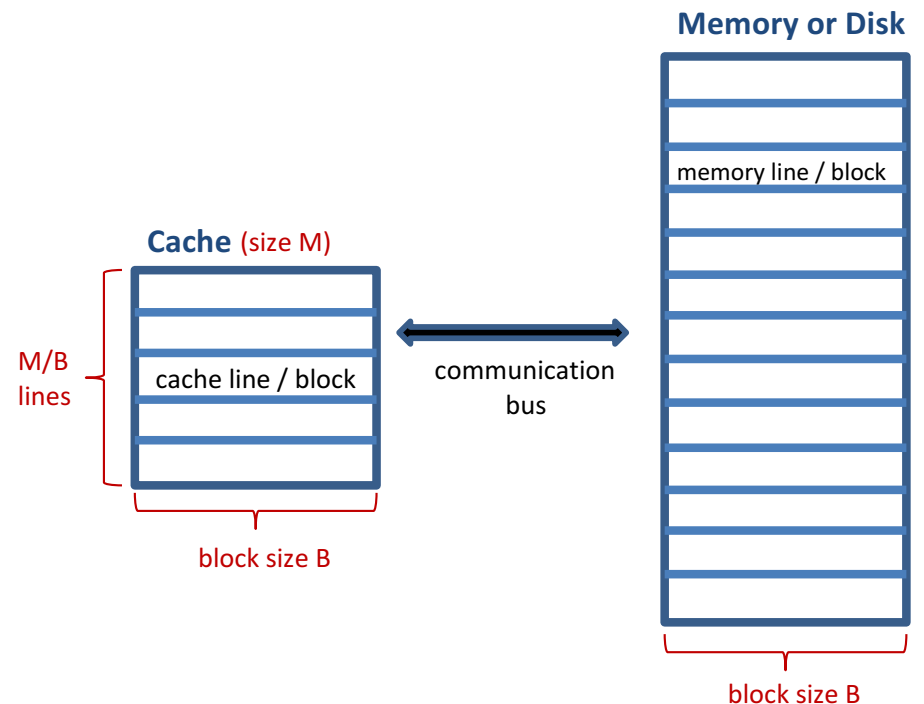 Memory or Disk
memory line / block
Cache (size M)
M/B
lines
cache line / block
communication
bus
block size B
block size B